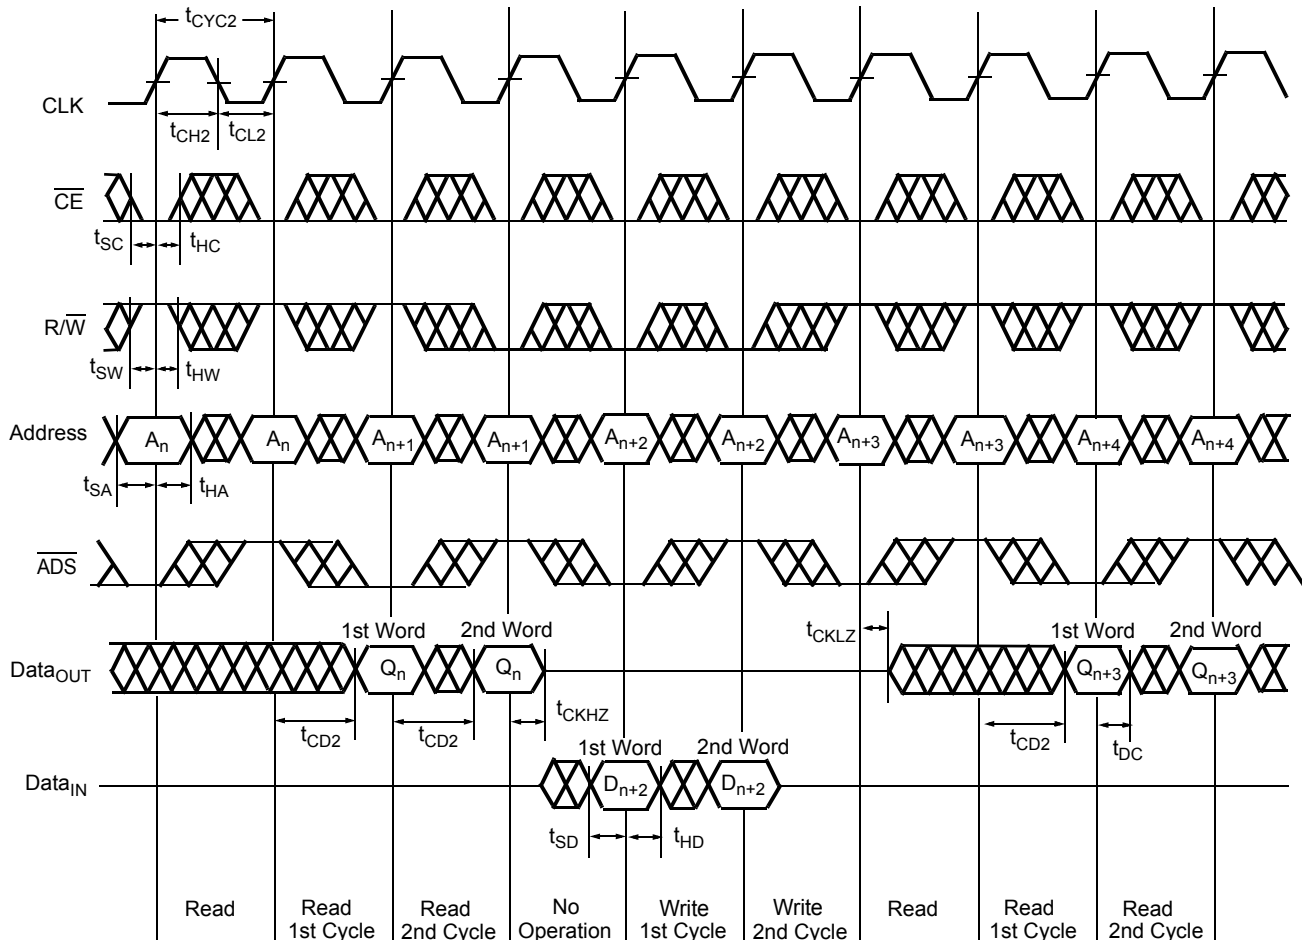 tCYC2
CLK
tCH2 tCL2
CE
tSC tHC
R/W
tSW tHW
Address An An An+1 An+1 An+2 An+2 An+3 An+3 An+4 An+4
tSA tHA
ADS
1st Word 2nd Word tCKLZ 1st Word 2nd Word
DataOUT Qn Qn Qn+3 Qn+3
tCD2 tCD2 tCKHZ tCD2 tDC
1st Word 2nd Word
DataIN Dn+2 Dn+2
tSD tHD
Read Read Read No Write Write Read Read Read
1st Cycle 2nd Cycle Operation 1st Cycle 2nd Cycle 1st Cycle 2nd Cycle